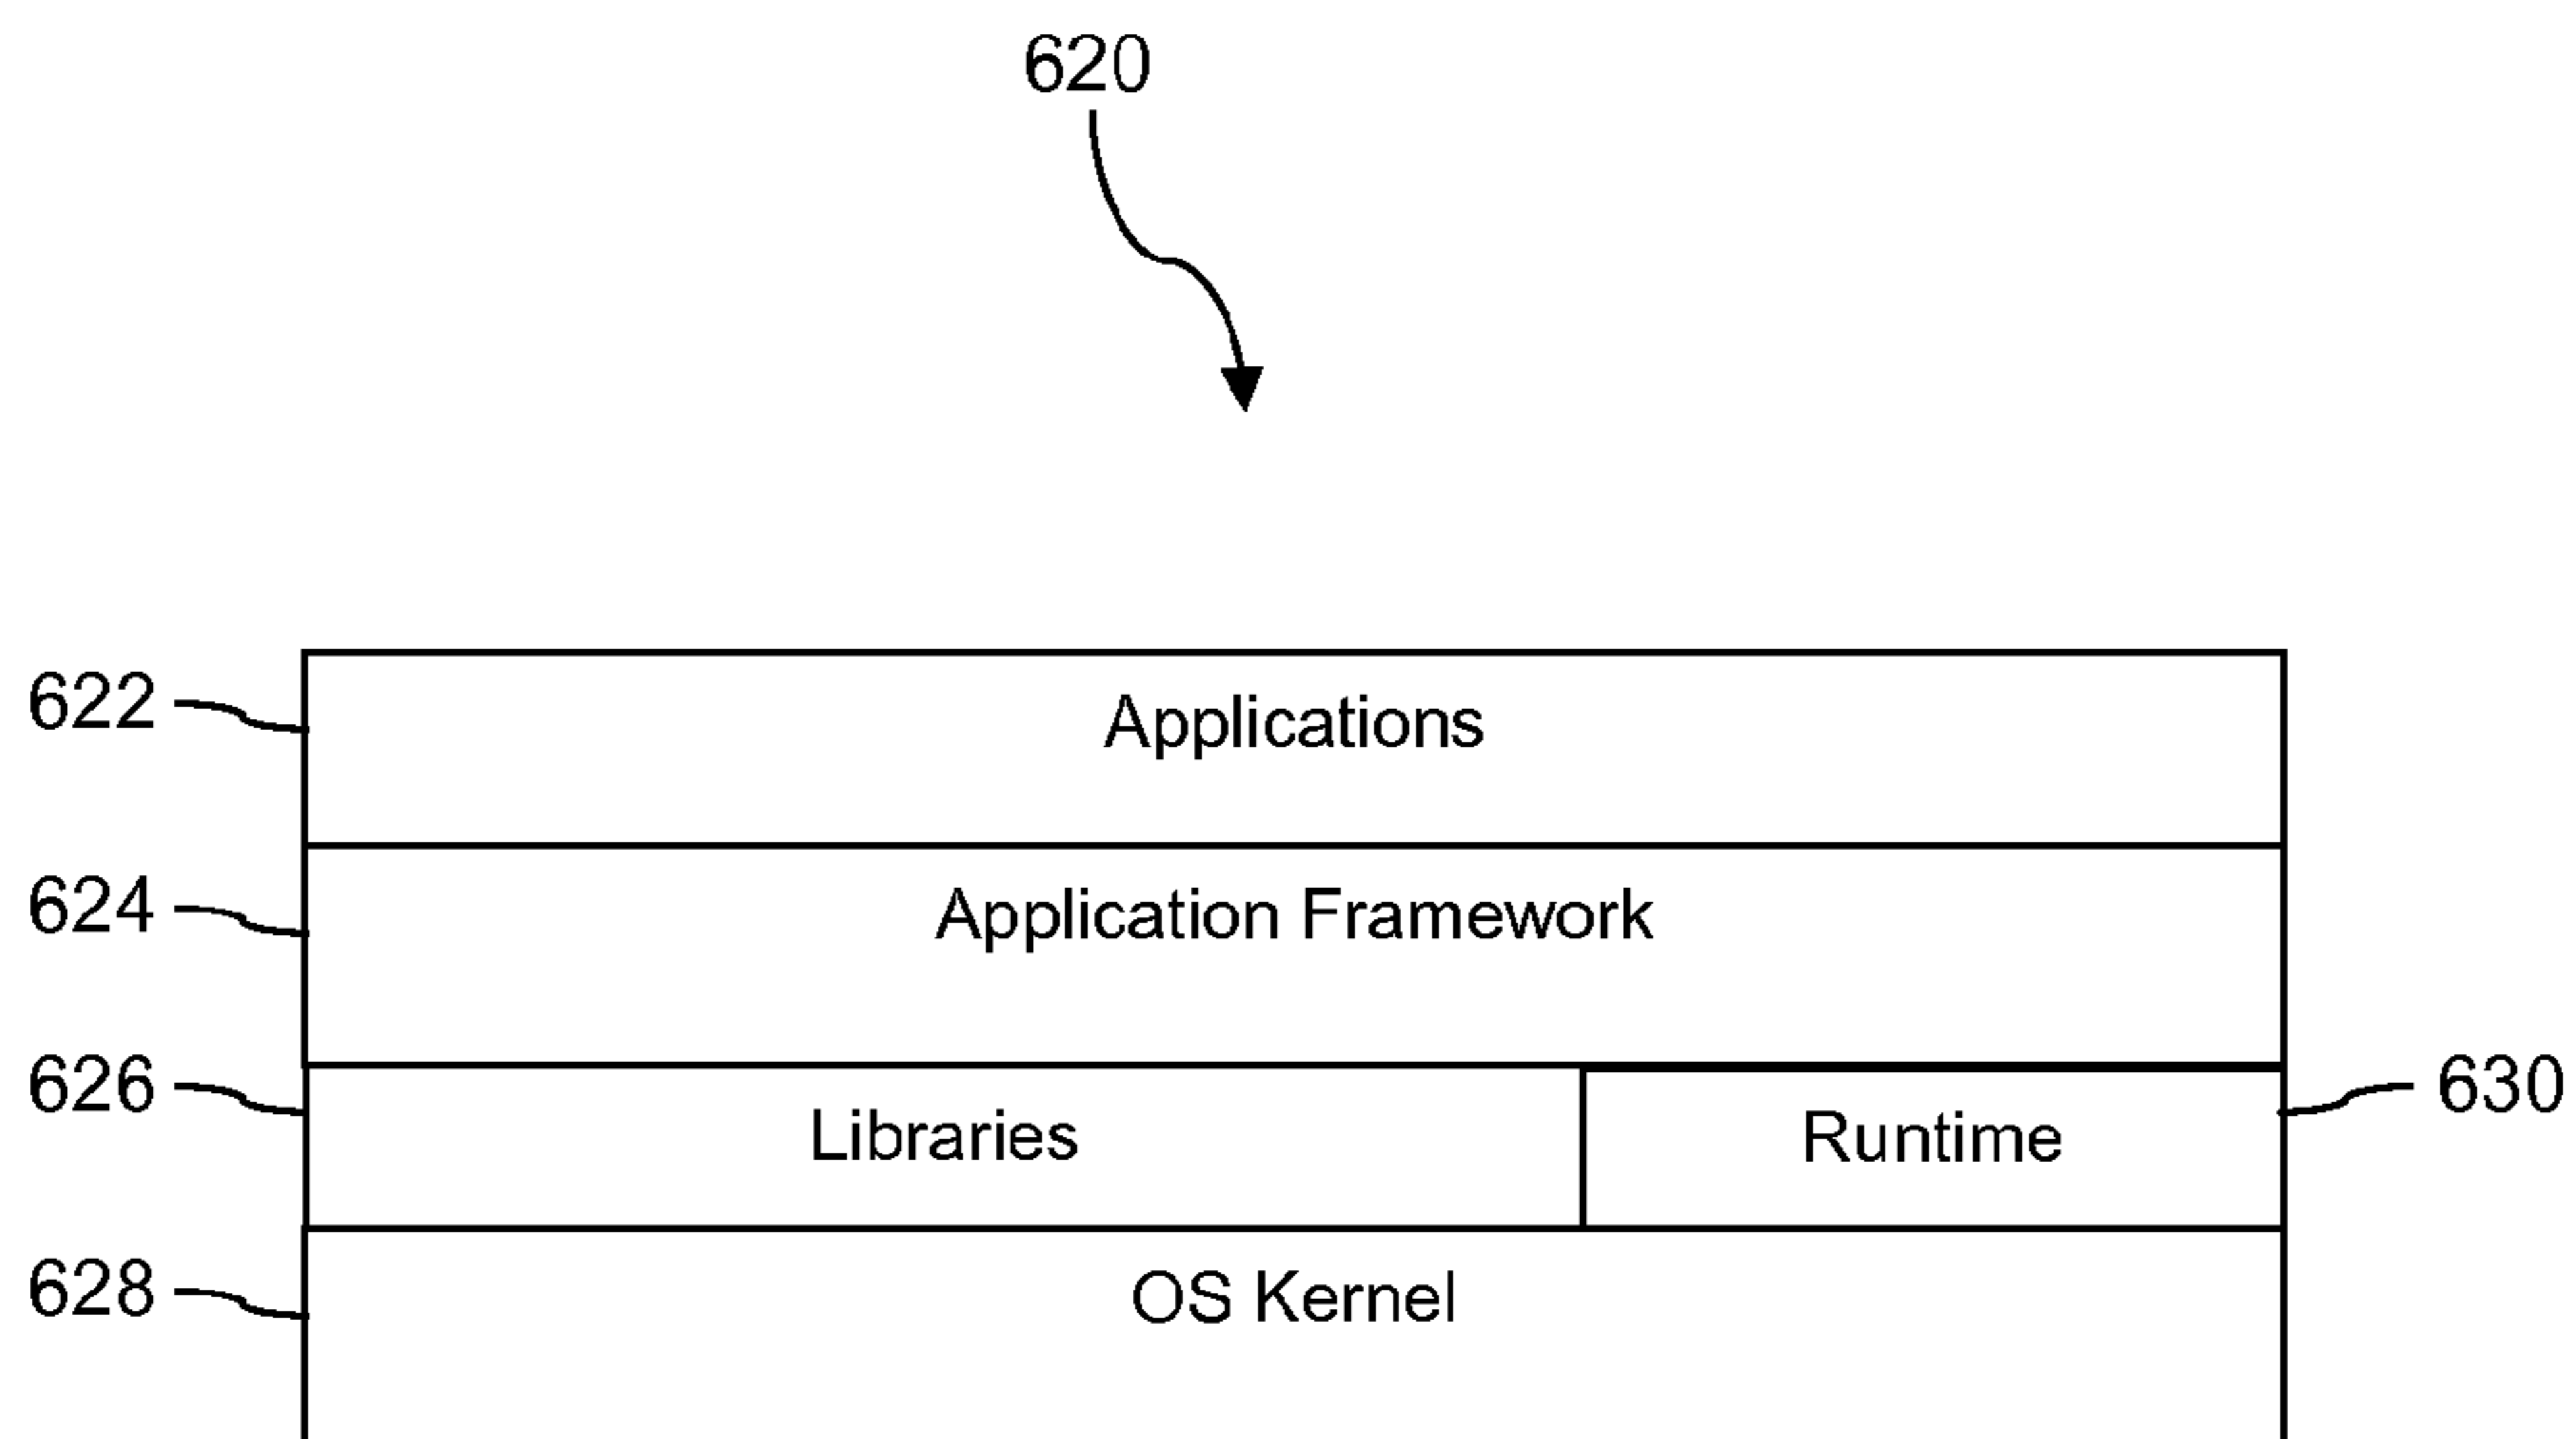 620
622 Applications
624 Application Framework
626 Libraries Runtime 630
628 OS Kernel